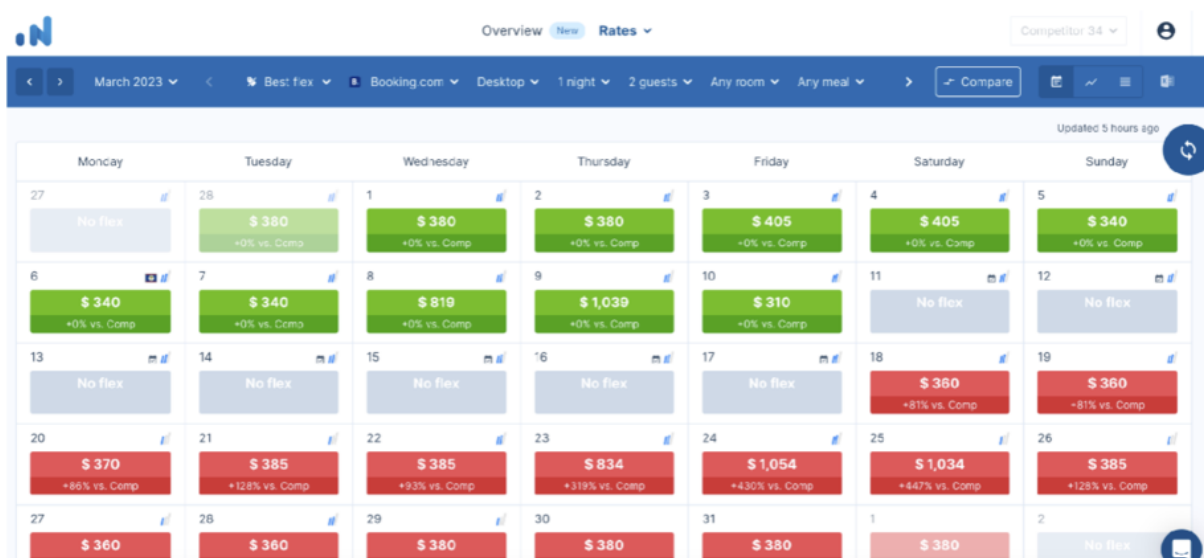 Overview New Rates
Competitor 34
March 2023 Best flex Booking.com Desktop 1 night 2 guests Any room Any meal Compare
Updated 5 hours ago
Monday Tuesday Wednesday Thursday Friday Saturday Sunday
27 28 1 2 3 4 5
No flex $ 380 $ 380 $ 380 $ 405 $ 405 $ 340
+0% vs. Comp +0% vs. Comp +0% vs. Comp +0% vs. Comp +0% vs. Comp +0% vs. Comp
6 7 8 9 10 11 12
$ 340 $ 340 $ 819 $ 1,039 $ 310 No flex No flex
+0% vs. Comp +0% vs. Comp +0% vs. Comp +0% vs. Comp +0% vs. Comp
13 14 15 16 17 18 19
No flex No flex No flex No flex No flex $ 360 $ 360
+81% vs. Comp +81% vs. Comp
20 21 22 23 24 25 26
$ 370 $ 385 $ 385 $ 834 $ 1,054 $ 1,034 $ 385
+86% vs. Comp +128% vs. Comp +93% vs. Comp +319% vs. Comp +430% vs. Comp +447% vs. Comp +128% vs. Comp
27 28 29 30 31 1 2
$ 360 $ 360 $ 380 $ 380 $ 380 $ 380 No flex